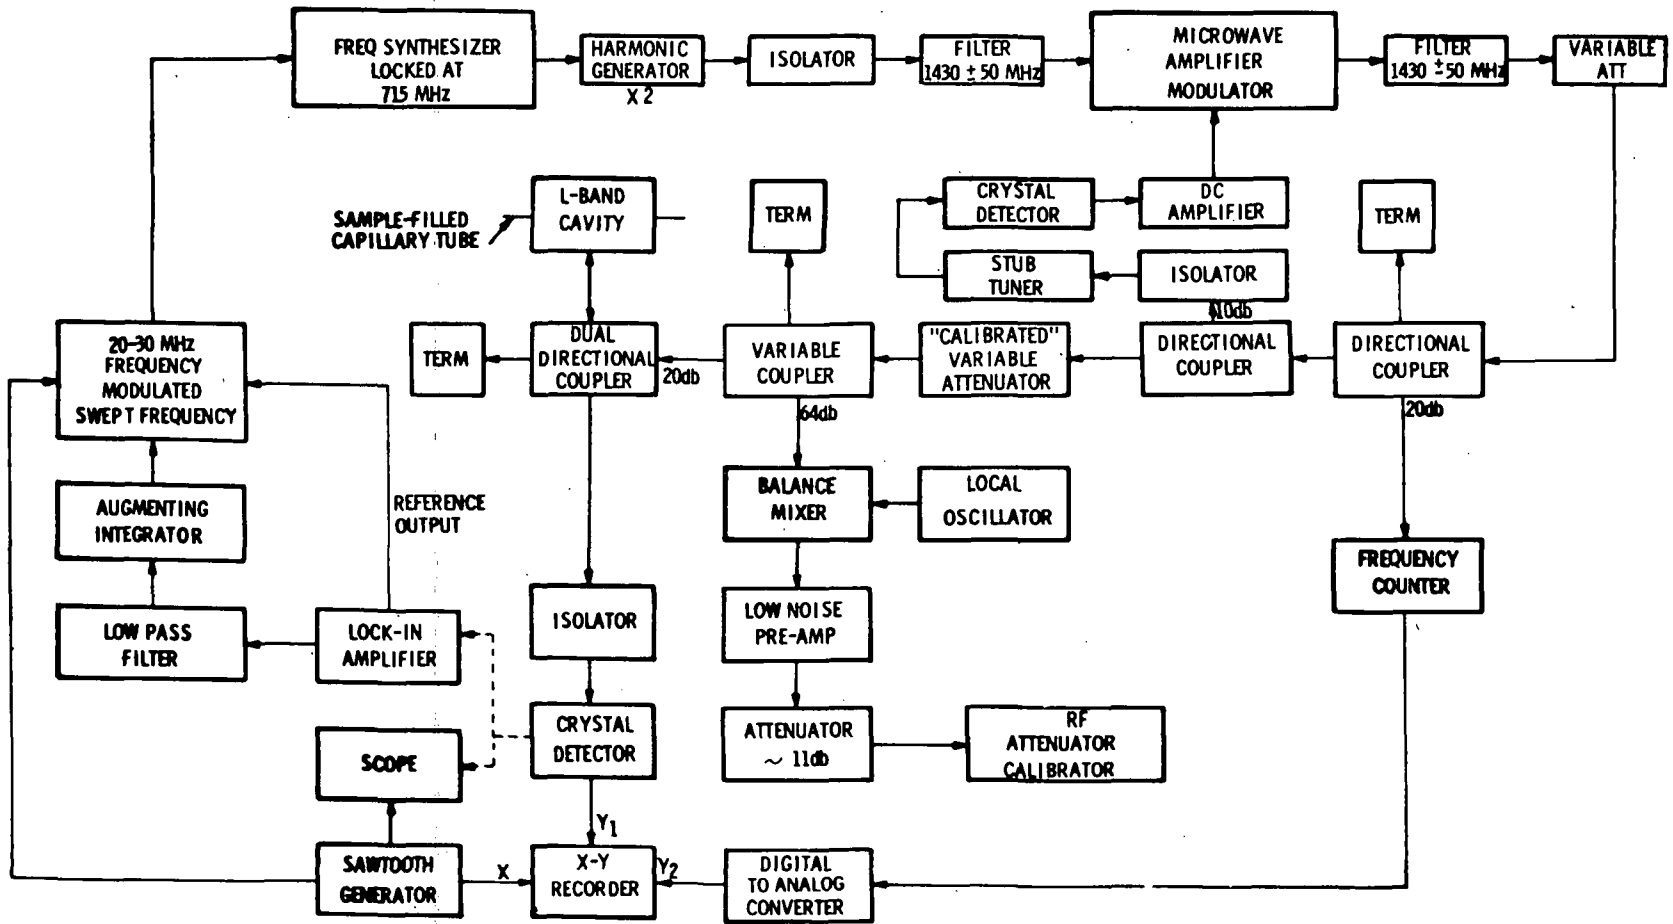 FREQ SYNTHESIZER
LOCKED AT
715 MHz
HARMONIC
GENERATOR
X 2
ISOLATOR
FILTER
1430 ± 50 MHz
MICROWAVE
AMPLIFIER
MODULATOR
FILTER
1430 ± 50 MHz
VARIABLE
ATT
L-BAND
CAVITY
SAMPLE-FILLED
CAPILLARY TUBE
TERM
CRYSTAL
DETECTOR
DC
AMPLIFIER
TERM
STUB
TUNER
ISOLATOR
10db
20-30 MHz
FREQUENCY
MODULATED
SWEPT FREQUENCY
TERM
DUAL
DIRECTIONAL
COUPLER
20db
VARIABLE
COUPLER
64db
"CALIBRATED"
VARIABLE
ATTENUATOR
DIRECTIONAL
COUPLER
DIRECTIONAL
COUPLER
20db
AUGMENTING
INTEGRATOR
REFERENCE
OUTPUT
BALANCE
MIXER
LOCAL
OSCILLATOR
FREQUENCY
COUNTER
LOW PASS
FILTER
LOCK-IN
AMPLIFIER
ISOLATOR
LOW NOISE
PRE-AMP
SCOPE
CRYSTAL
DETECTOR
ATTENUATOR
~ 11db
RF
ATTENUATOR
CALIBRATOR
Y1
SAWTOOTH
GENERATOR
X
X-Y
RECORDER
Y2
DIGITAL
TO ANALOG
CONVERTER